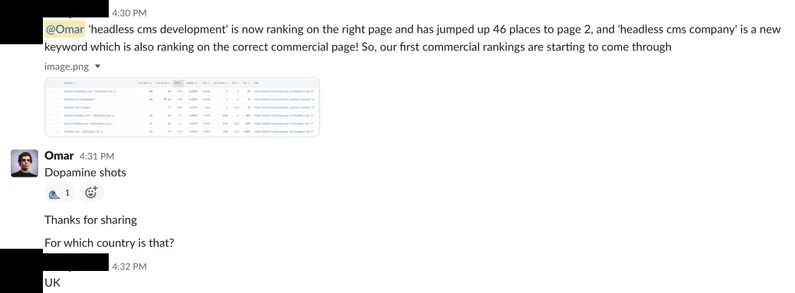 4:30 PM
@Omar 'headless cms development' is now ranking on the right page and has jumped up 46 places to page 2, and 'headless cms company' is a new
keyword which is also ranking on the correct commercial page! So, our first commercial rankings are starting to come through
image.png
Omar 4:31 PM
Dopamine shots
1
Thanks for sharing
For which country is that?
4:32 PM
UK